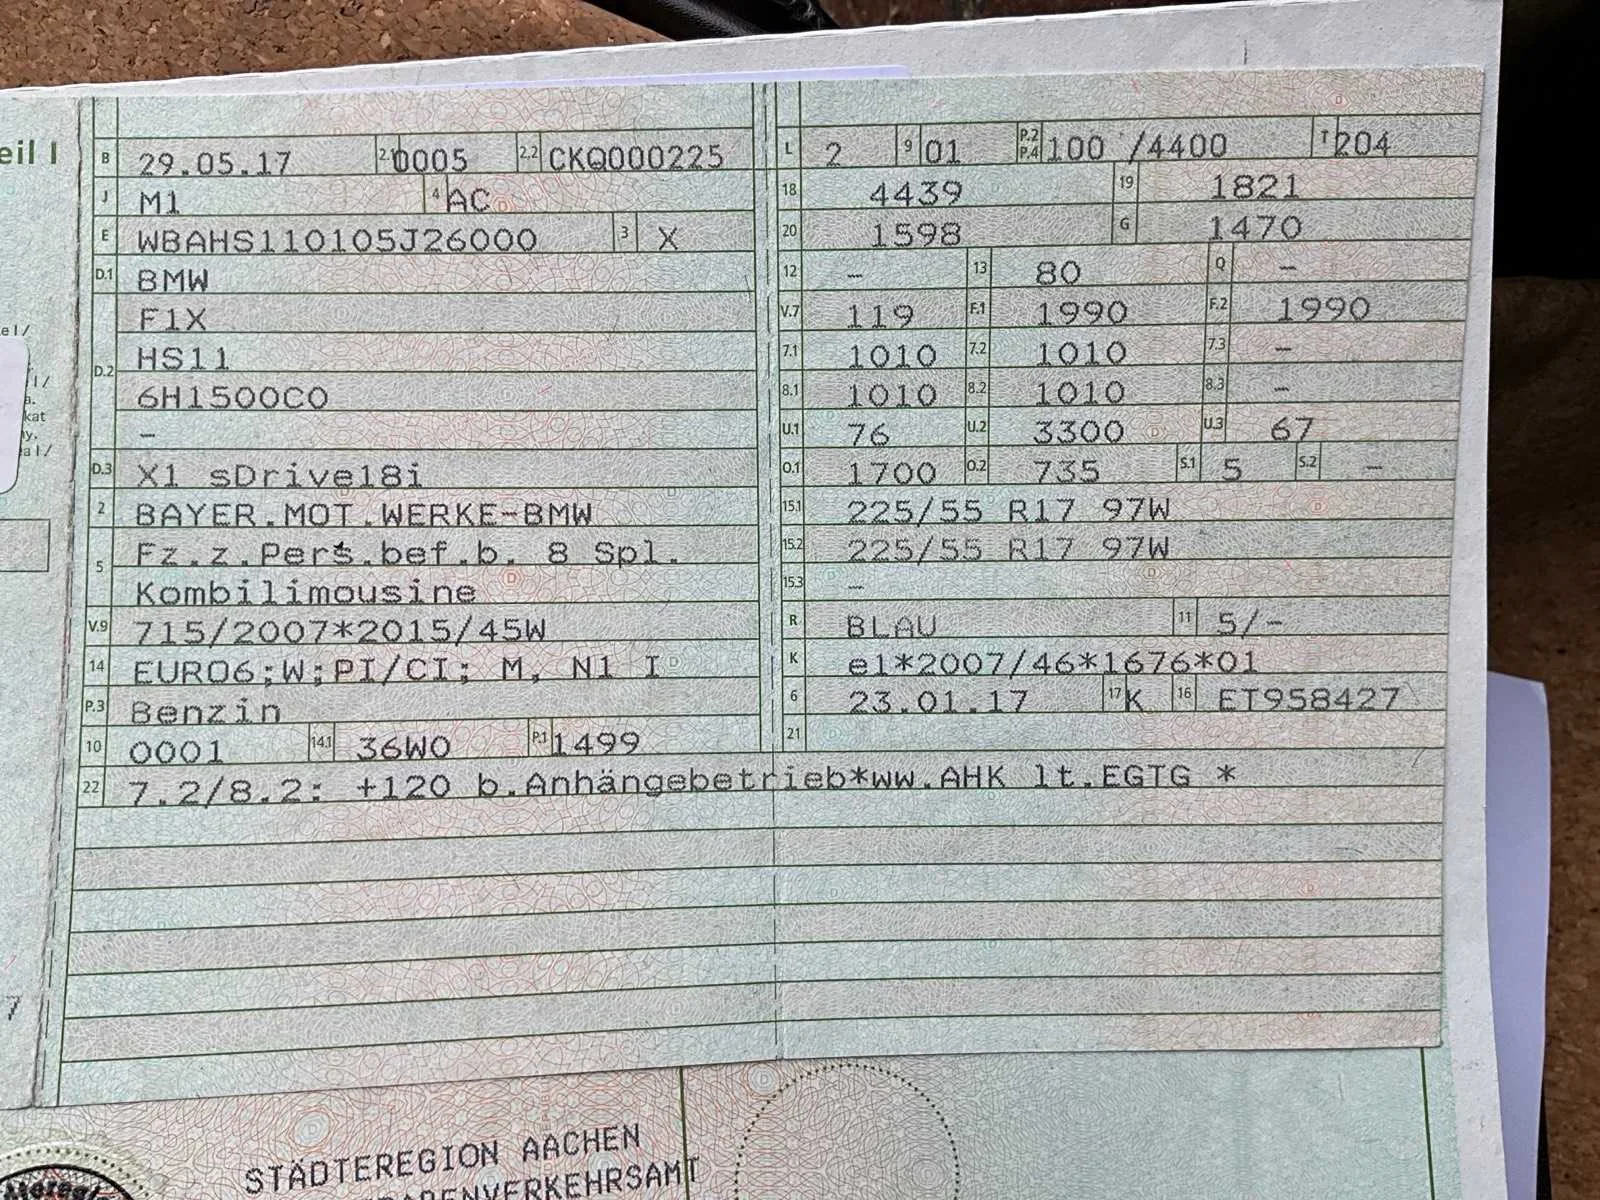 eil I
B 29.05.17 2.1 0005 2.2 CKQ000225
J M1 4 AC
E WBAHS110105J26000 3 X
D.1 BMW
D.2 F1X
HS11
6H1500C0
–
D.3 X1 sDrive18i
2 BAYER.MOT.WERKE-BMW
5 Fz.z.Pers.bef.b. 8 Spl.
Kombilimousine
V.9 715/2007*2015/45W
14 EURO6;W;PI/CI; M, N1 I
P.3 Benzin
10 0001 14.1 36W0 P.1 1499
L 2 9 01 P.2 P.4 100 /4400 T 204
18 4439 19 1821
20 1598 G 1470
12 – 13 80 Q –
V.7 119 F.1 1990 F.2 1990
7.1 1010 7.2 1010 7.3 –
8.1 1010 8.2 1010 8.3 –
U.1 76 U.2 3300 U.3 67
O.1 1700 O.2 735 S.1 5 S.2 –
15.1 225/55 R17 97W
15.2 225/55 R17 97W
15.3 –
R BLAU 11 5/–
K e1*2007/46*1676*01
6 23.01.17 17 K 16 ET958427
21
22 7.2/8.2: +120 b.Anhängebetrieb*ww.AHK lt.EGTG *
7
STÄDTEREGION AACHEN